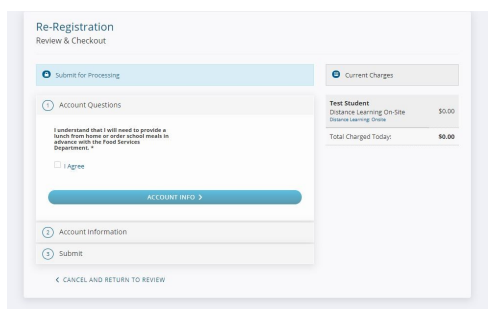 Re-Registration
Review & Checkout
Submit for Processing
1 Account Questions
I understand that I will need to provide a
lunch from home or order school meals in
advance with the Food Services
Department. *
I Agree
ACCOUNT INFO >
2 Account Information
3 Submit
< CANCEL AND RETURN TO REVIEW
Current Charges
Test Student
Distance Learning On-Site $0.00
Distance Learning: Onsite
Total Charged Today: $0.00